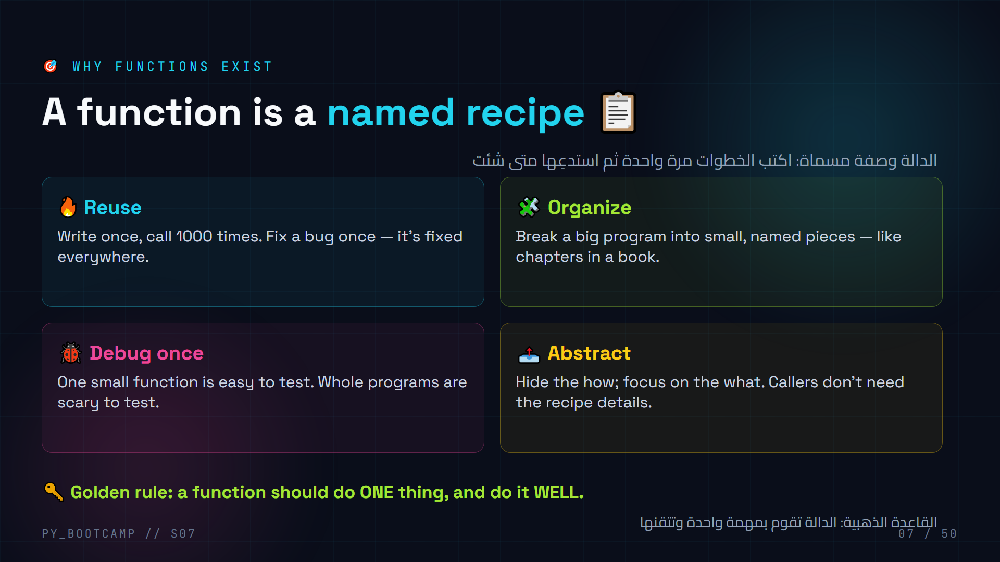 🎯 WHY FUNCTIONS EXIST
A function is a named recipe 📋
الدالة وصفة مسماة: اكتب الخطوات مرة واحدة ثم استدعِها متى شئت
🔥 Reuse
Write once, call 1000 times. Fix a bug once — it's fixed
everywhere.
🧩 Organize
Break a big program into small, named pieces — like
chapters in a book.
🐞 Debug once
One small function is easy to test. Whole programs are
scary to test.
📤 Abstract
Hide the how; focus on the what. Callers don't need
the recipe details.
🔑 Golden rule: a function should do ONE thing, and do it WELL.
القاعدة الذهبية: الدالة تقوم بمهمة واحدة وتتقنها
PY_BOOTCAMP // S07
07 / 50